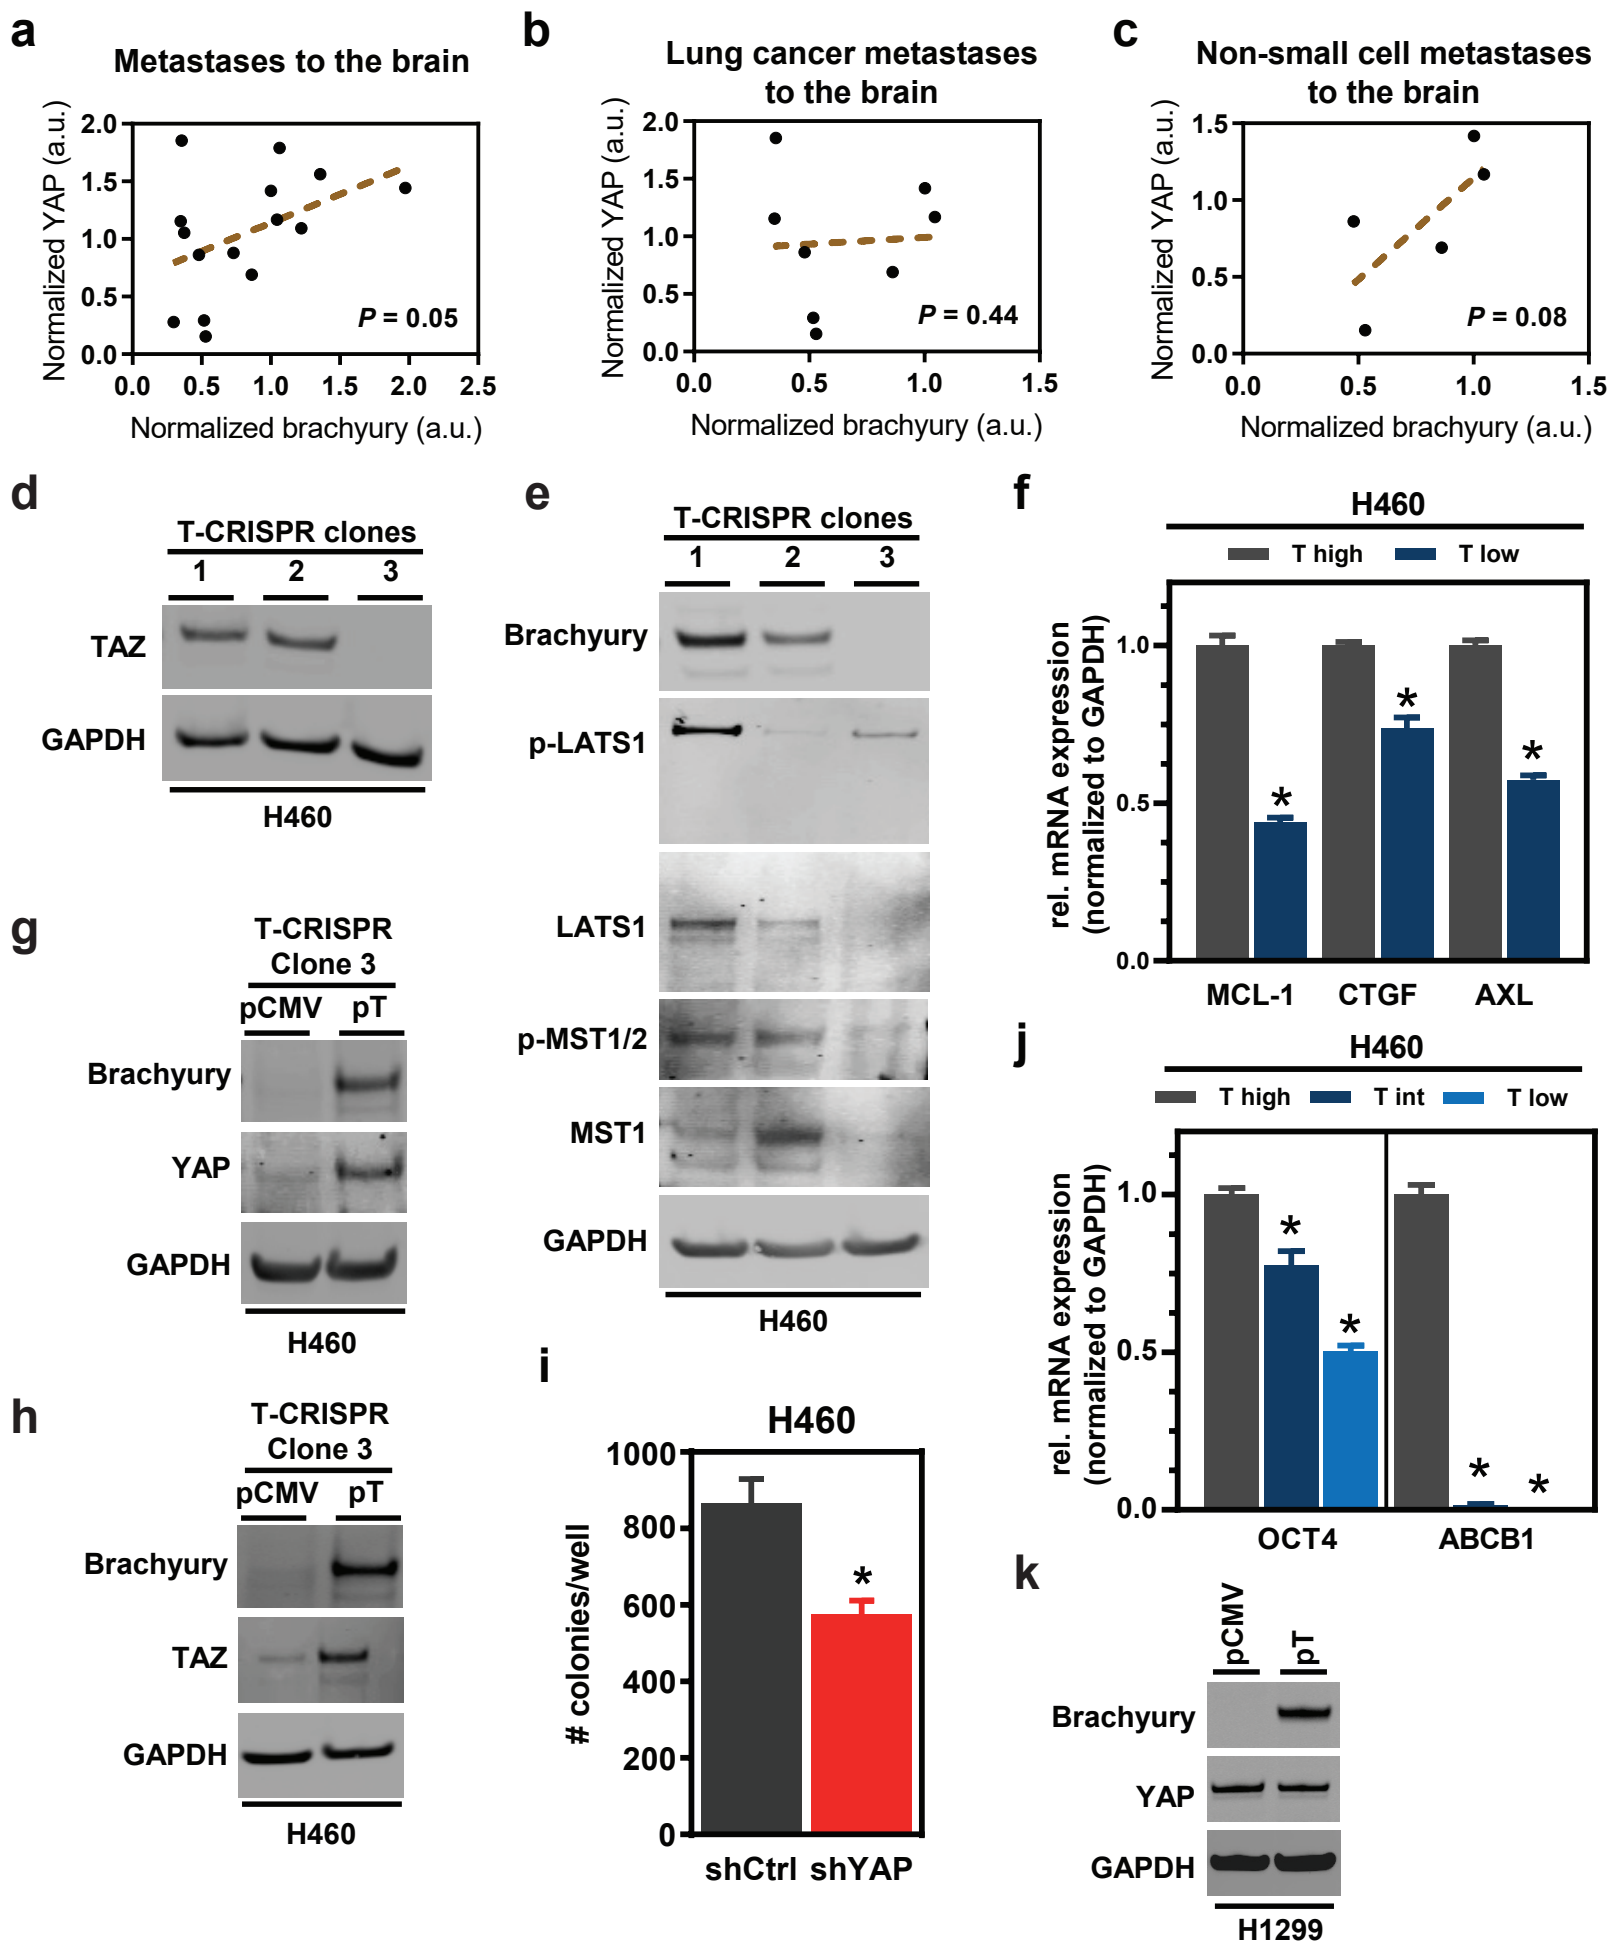 a
Metastases to the brain
Normalized YAP (a.u.)
2.0
1.5
1.0
0.5
0.0
P = 0.05
0.0 0.5 1.0 1.5 2.0 2.5
Normalized brachyury (a.u.)
b
Lung cancer metastases
to the brain
Normalized YAP (a.u.)
2.0
1.5
1.0
0.5
0.0
P = 0.44
0.0 0.5 1.0 1.5
Normalized brachyury (a.u.)
c
Non-small cell metastases
to the brain
Normalized YAP (a.u.)
1.5
1.0
0.5
0.0
P = 0.08
0.0 0.5 1.0 1.5
Normalized brachyury (a.u.)
d
T-CRISPR clones
1 2 3
TAZ
GAPDH
H460
e
T-CRISPR clones
1 2 3
Brachyury
p-LATS1
LATS1
p-MST1/2
MST1
GAPDH
H460
f
H460
T high T low
rel. mRNA expression
(normalized to GAPDH)
1.0
0.5
0.0
* * *
MCL-1 CTGF AXL
g
T-CRISPR
Clone 3
pCMV pT
Brachyury
YAP
GAPDH
H460
h
T-CRISPR
Clone 3
pCMV pT
Brachyury
TAZ
GAPDH
H460
i
H460
# colonies/well
1000
800
600
400
200
0
*
shCtrl shYAP
j
H460
T high T int T low
rel. mRNA expression
(normalized to GAPDH)
1.0
0.5
0.0
* * * *
OCT4 ABCB1
k
pCMV pT
Brachyury
YAP
GAPDH
H1299